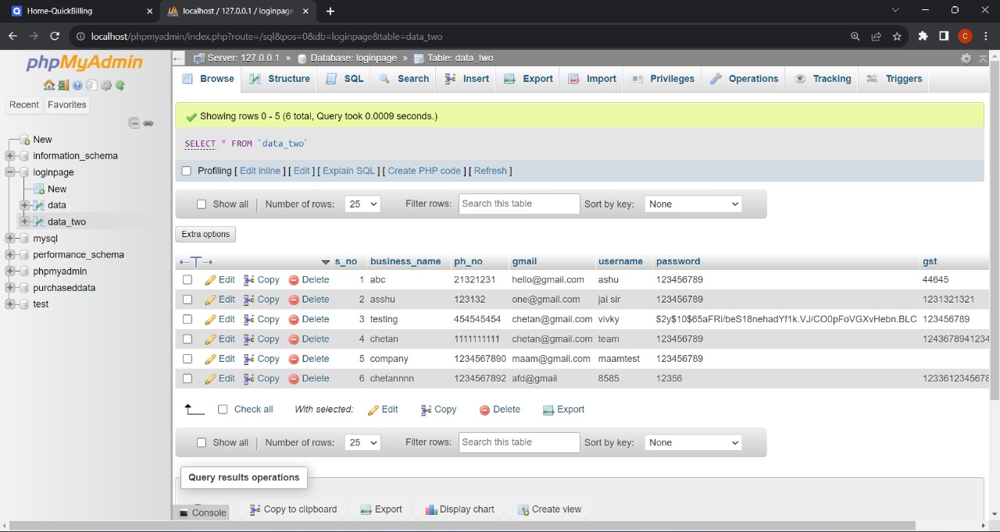 Home-QuickBilling
localhost / 127.0.0.1 / loginpage
localhost/phpmyadmin/index.php?route=/sql&pos=0&db=loginpage&table=data_two
C
phpMyAdmin
Recent Favorites
New
information_schema
loginpage
New
data
data_two
mysql
performance_schema
phpmyadmin
purchaseddata
test
Server: 127.0.0.1 » Database: loginpage » Table: data_two
Browse Structure SQL Search Insert Export Import Privileges Operations Tracking Triggers
Showing rows 0 - 5 (6 total, Query took 0.0009 seconds.)
SELECT * FROM `data_two`
Profiling [ Edit inline ] [ Edit ] [ Explain SQL ] [ Create PHP code ] [ Refresh ]
Show all Number of rows: 25 Filter rows: Search this table Sort by key: None
Extra options
←T→ s_no business_name ph_no gmail username password gst
Edit Copy Delete 1 abc 21321231 hello@gmail.com ashu 123456789 44645
Edit Copy Delete 2 asshu 123132 one@gmail.com jai sir 123456789 1231321321
Edit Copy Delete 3 testing 454545454 chetan@gmail.com vivky $2y$10$65aFRi/beS18nehadYf1k.VJ/CO0pFoVGXvHebn.BLC 123456789
Edit Copy Delete 4 chetan 1111111111 chetan@gmail.com team 123456789 1243678941234
Edit Copy Delete 5 company 1234567890 maam@gmail.com maamtest 123456789
Edit Copy Delete 6 chetannnn 1234567892 afd@gmail 8585 12356 1233612345678
Check all With selected: Edit Copy Delete Export
Show all Number of rows: 25 Filter rows: Search this table Sort by key: None
Query results operations
Console Copy to clipboard Export Display chart Create view